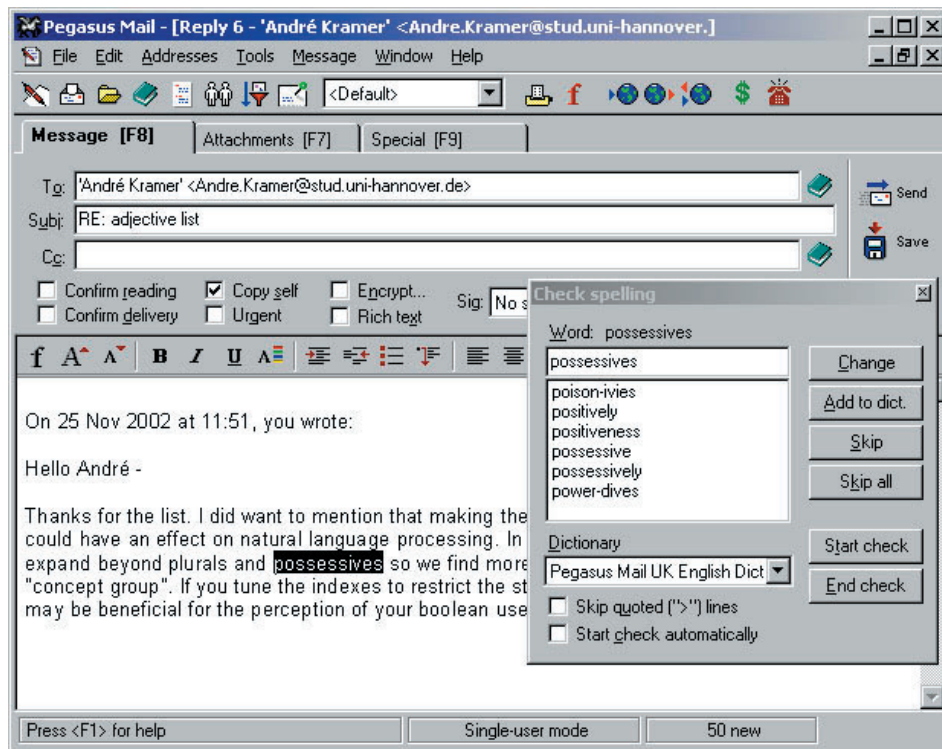 Pegasus Mail - [Reply 6 - 'André Kramer' <Andre.Kramer@stud.uni-hannover.]
File Edit Addresses Tools Message Window Help
<Default>
Message [F8] Attachments [F7] Special [F9]
To: 'André Kramer' <Andre.Kramer@stud.uni-hannover.de>
Send
Subj: RE: adjective list
Save
Cc:
Confirm reading Copy self Encrypt...
Confirm delivery Urgent Rich text
Sig: No s
f A A B I U A
On 25 Nov 2002 at 11:51, you wrote:
Hello André -
Thanks for the list. I did want to mention that making the
could have an effect on natural language processing. In
expand beyond plurals and possessives so we find more
"concept group". If you tune the indexes to restrict the st
may be beneficial for the perception of your boolean use
Check spelling
Word: possessives
possessives
poison-ivies
positively
positiveness
possessive
possessively
power-dives
Change
Add to dict.
Skip
Skip all
Dictionary
Pegasus Mail UK English Dict
Start check
End check
Skip quoted (">") lines
Start check automatically
Press <F1> for help Single-user mode 50 new